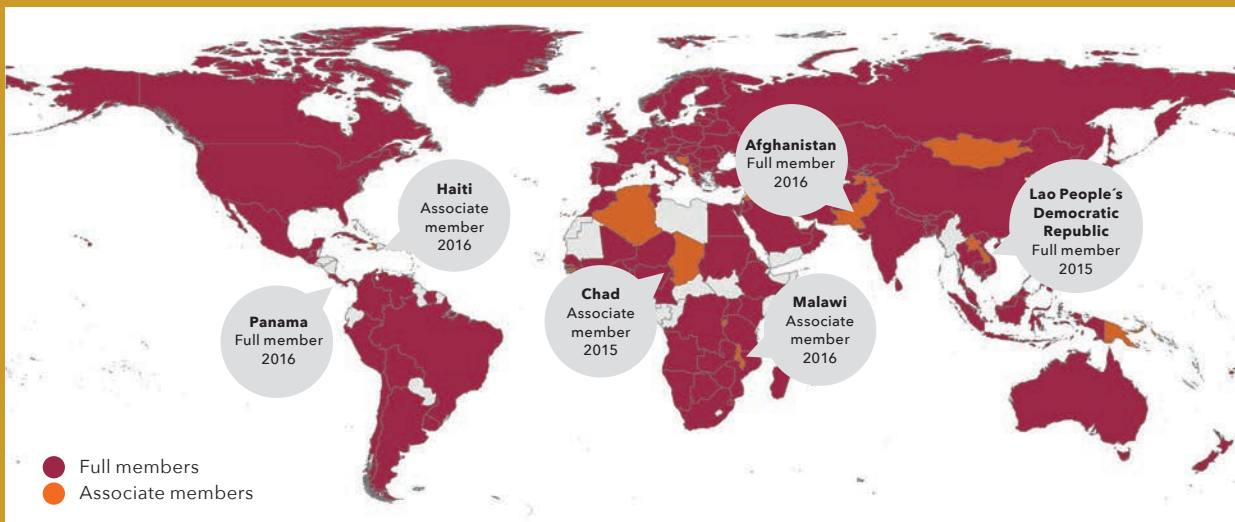 Haiti
Associate
member
2016
Panama
Full member
2016
Chad
Associate
member
2015
Malawi
Associate
member
2016
Afghanistan
Full member
2016
Lao People´s
Democratic
Republic
Full member
2015
Full members
Associate members